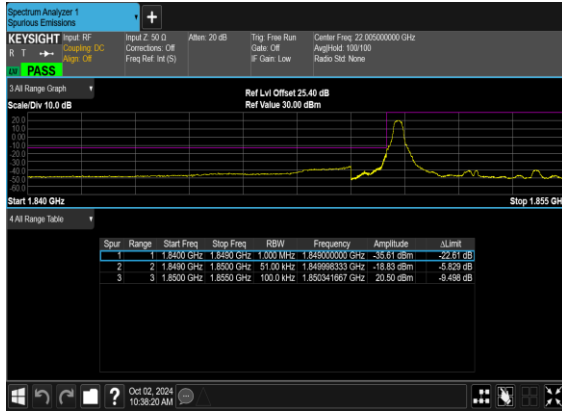 Spectrum Analyzer 1
Spurious Emissions
+
KEYSIGHT Input: RF
R T Coupling: DC
Align: Off
Input Z: 50 Ω
Corrections: Off
Freq Ref: Int (S)
Atten: 20 dB
Trig: Free Run
Gate: Off
IF Gain: Low
Center Freq: 22.005000000 GHz
Avg|Hold: 100/100
Radio Std: None
PASS
3 All Range Graph
Ref Lvl Offset 25.40 dB
Scale/Div 10.0 dB Ref Value 30.00 dBm
20.0
10.0
0.00
-10.0
-20.0
-30.0
-40.0
-50.0
-60.0
Start 1.840 GHz Stop 1.855 GH
4 All Range Table
Spur Range Start Freq Stop Freq RBW Frequency Amplitude ΔLimit
1 1 1.8400 GHz 1.8490 GHz 1.000 MHz 1.849000000 GHz -35.61 dBm -22.61 dB
2 2 1.8490 GHz 1.8500 GHz 51.00 kHz 1.849998333 GHz -18.83 dBm -5.829 dB
3 3 1.8500 GHz 1.8550 GHz 100.0 kHz 1.850341667 GHz 20.50 dBm -9.498 dB
?
Oct 02, 2024
10:38:20 AM